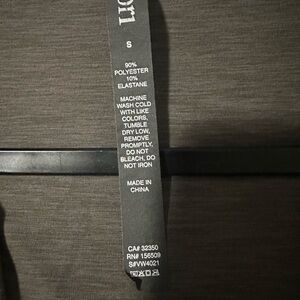 S
90%
POLYESTER
10%
ELASTANE
MACHINE
WASH COLD
WITH LIKE
COLORS,
TUMBLE
DRY LOW,
REMOVE
PROMPTLY,
DO NOT
BLEACH, DO
NOT IRON
MADE IN
CHINA
CA# 32350
RN# 156509
S#VW4021